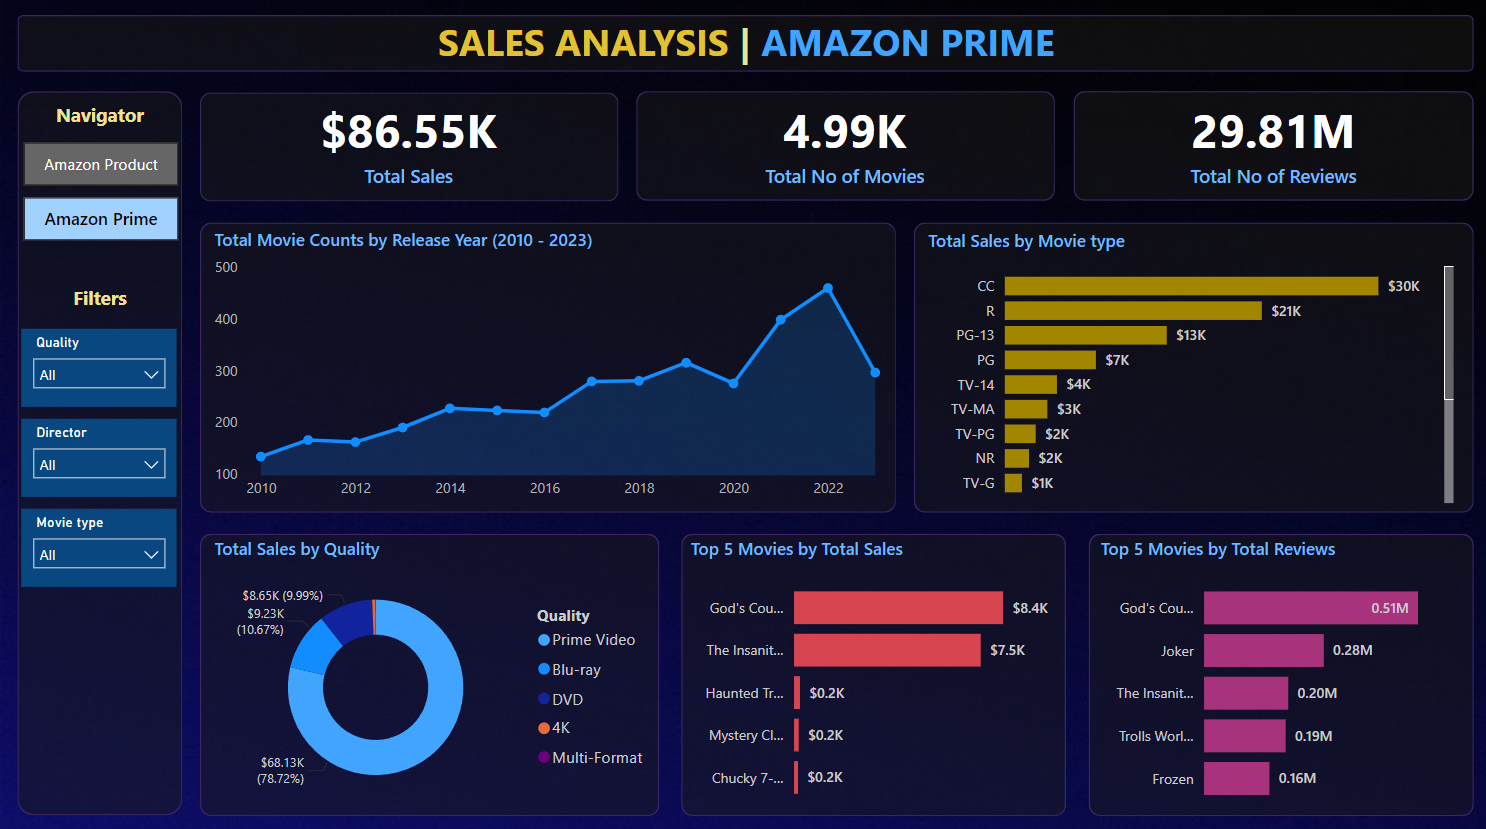 SALES ANALYSIS | AMAZON PRIME
Navigator
Amazon Product
Amazon Prime
Filters
Quality
All
Director
All
Movie type
All
$86.55K
Total Sales
4.99K
Total No of Movies
29.81M
Total No of Reviews
Total Movie Counts by Release Year (2010 - 2023)
500
400
300
200
100
2010 2012 2014 2016 2018 2020 2022
Total Sales by Movie type
CC $30K
R $21K
PG-13 $13K
PG $7K
TV-14 $4K
TV-MA $3K
TV-PG $2K
NR $2K
TV-G $1K
Total Sales by Quality
$8.65K (9.99%)
$9.23K
(10.67%)
$68.13K
(78.72%)
Quality
Prime Video
Blu-ray
DVD
4K
Multi-Format
Top 5 Movies by Total Sales
God's Cou... $8.4K
The Insanit... $7.5K
Haunted Tr... $0.2K
Mystery Cl... $0.2K
Chucky 7-... $0.2K
Top 5 Movies by Total Reviews
God's Cou... 0.51M
Joker 0.28M
The Insanit... 0.20M
Trolls Worl... 0.19M
Frozen 0.16M